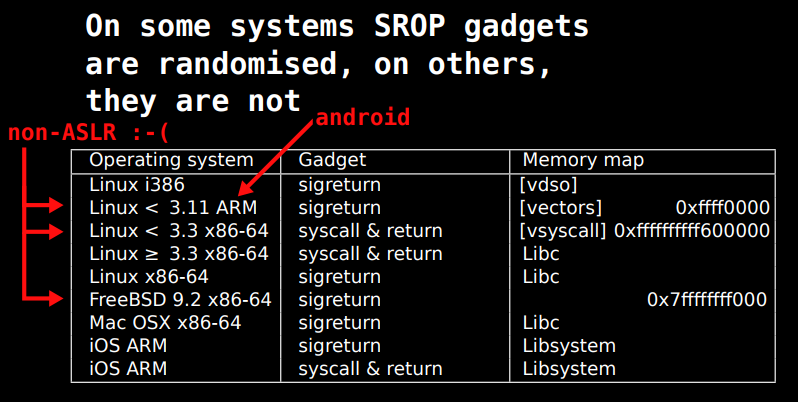 On some systems SROP gadgets
are randomised, on others,
they are not
android
non-ASLR :-(
Operating system Gadget Memory map
Linux i386 sigreturn [vdso]
Linux < 3.11 ARM sigreturn [vectors] 0xffff0000
Linux < 3.3 x86-64 syscall & return [vsyscall] 0xffffffffff600000
Linux ≥ 3.3 x86-64 syscall & return Libc
Linux x86-64 sigreturn Libc
FreeBSD 9.2 x86-64 sigreturn 0x7ffffffff000
Mac OSX x86-64 sigreturn Libc
iOS ARM sigreturn Libsystem
iOS ARM syscall & return Libsystem